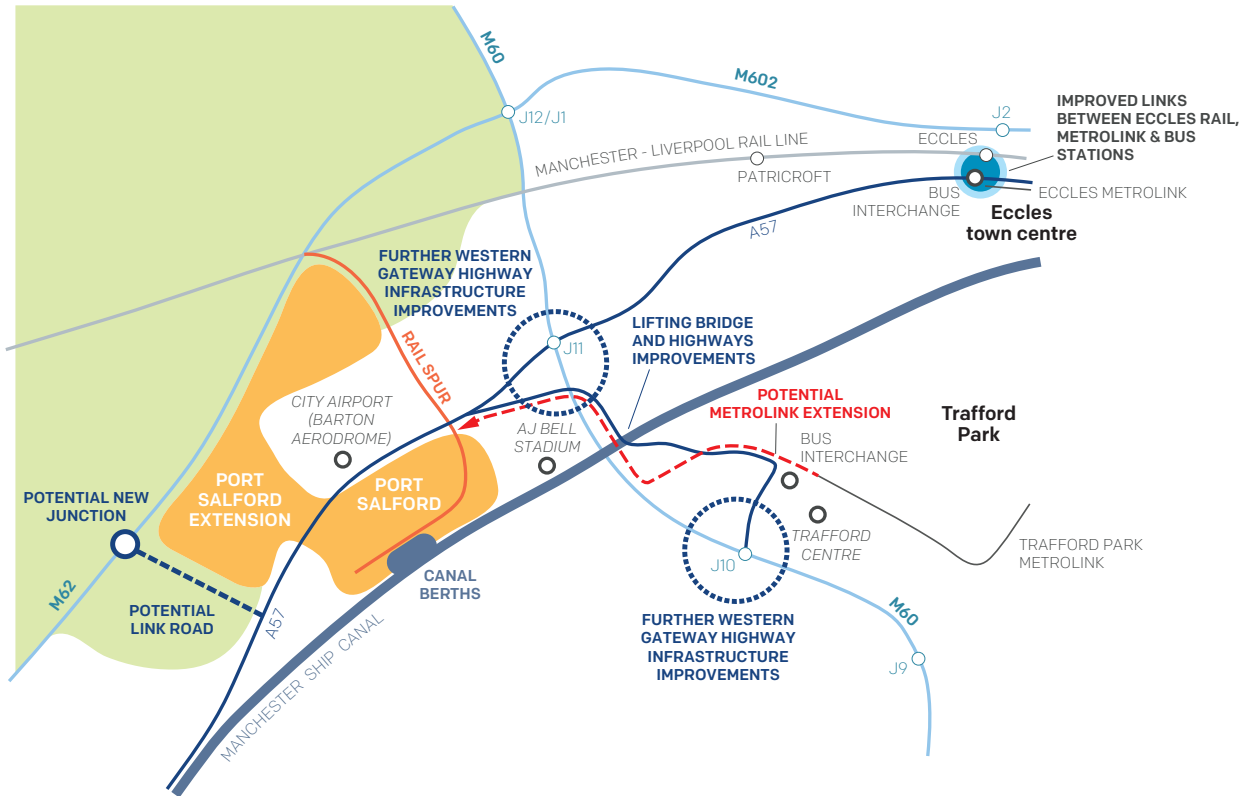 M60
M602
J12/J1
J2
IMPROVED LINKS
BETWEEN ECCLES RAIL,
METROLINK & BUS
STATIONS
MANCHESTER - LIVERPOOL RAIL LINE
ECCLES
PATRICROFT
BUS
INTERCHANGE
ECCLES METROLINK
Eccles
town centre
A57
FURTHER WESTERN
GATEWAY HIGHWAY
INFRASTRUCTURE
IMPROVEMENTS
RAIL SPUR
J11
LIFTING BRIDGE
AND HIGHWAYS
IMPROVEMENTS
CITY AIRPORT
(BARTON
AERODROME)
AJ BELL
STADIUM
POTENTIAL
METROLINK EXTENSION
Trafford
Park
BUS
INTERCHANGE
PORT
SALFORD
EXTENSION
PORT
SALFORD
POTENTIAL NEW
JUNCTION
TRAFFORD
CENTRE
TRAFFORD PARK
METROLINK
J10
CANAL
BERTHS
M62
POTENTIAL
LINK ROAD
A57
MANCHESTER SHIP CANAL
FURTHER WESTERN
GATEWAY HIGHWAY
INFRASTRUCTURE
IMPROVEMENTS
M60
J9